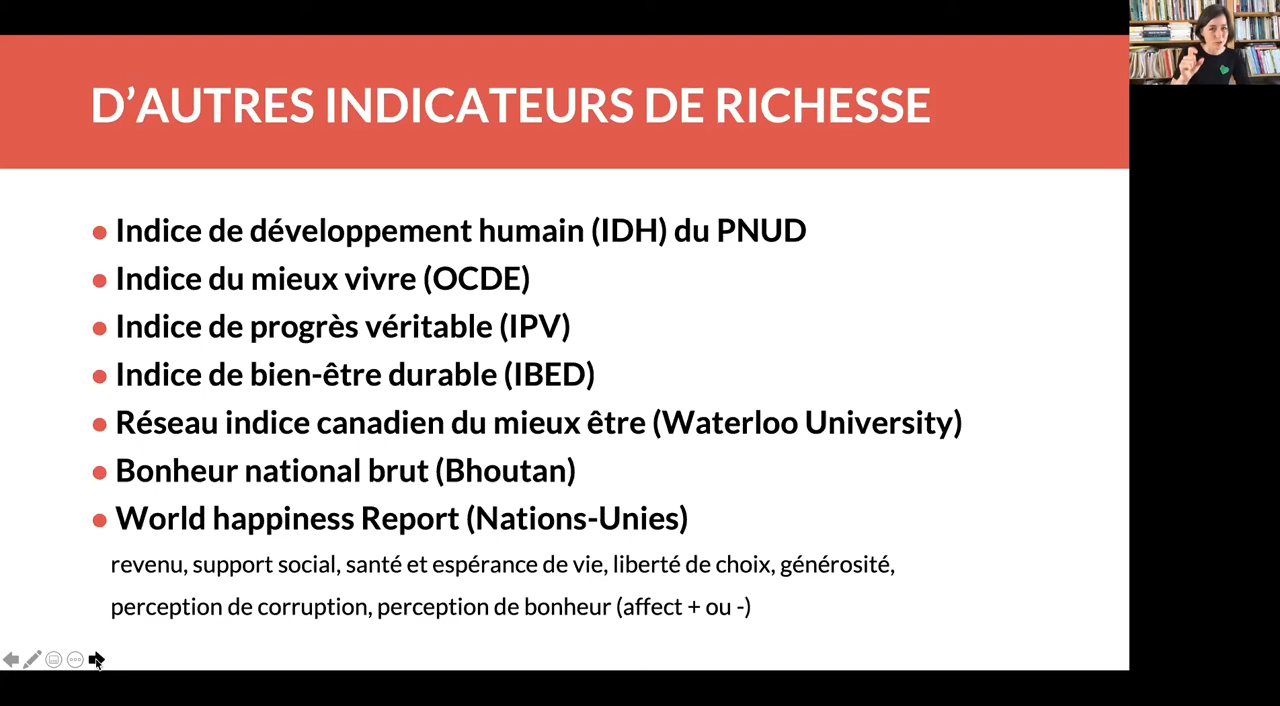 D’AUTRES INDICATEURS DE RICHESSE
● Indice de développement humain (IDH) du PNUD
● Indice du mieux vivre (OCDE)
● Indice de progrès véritable (IPV)
● Indice de bien-être durable (IBED)
● Réseau indice canadien du mieux être (Waterloo University)
● Bonheur national brut (Bhoutan)
● World happiness Report (Nations-Unies)
revenu, support social, santé et espérance de vie, liberté de choix, générosité,
perception de corruption, perception de bonheur (affect + ou -)